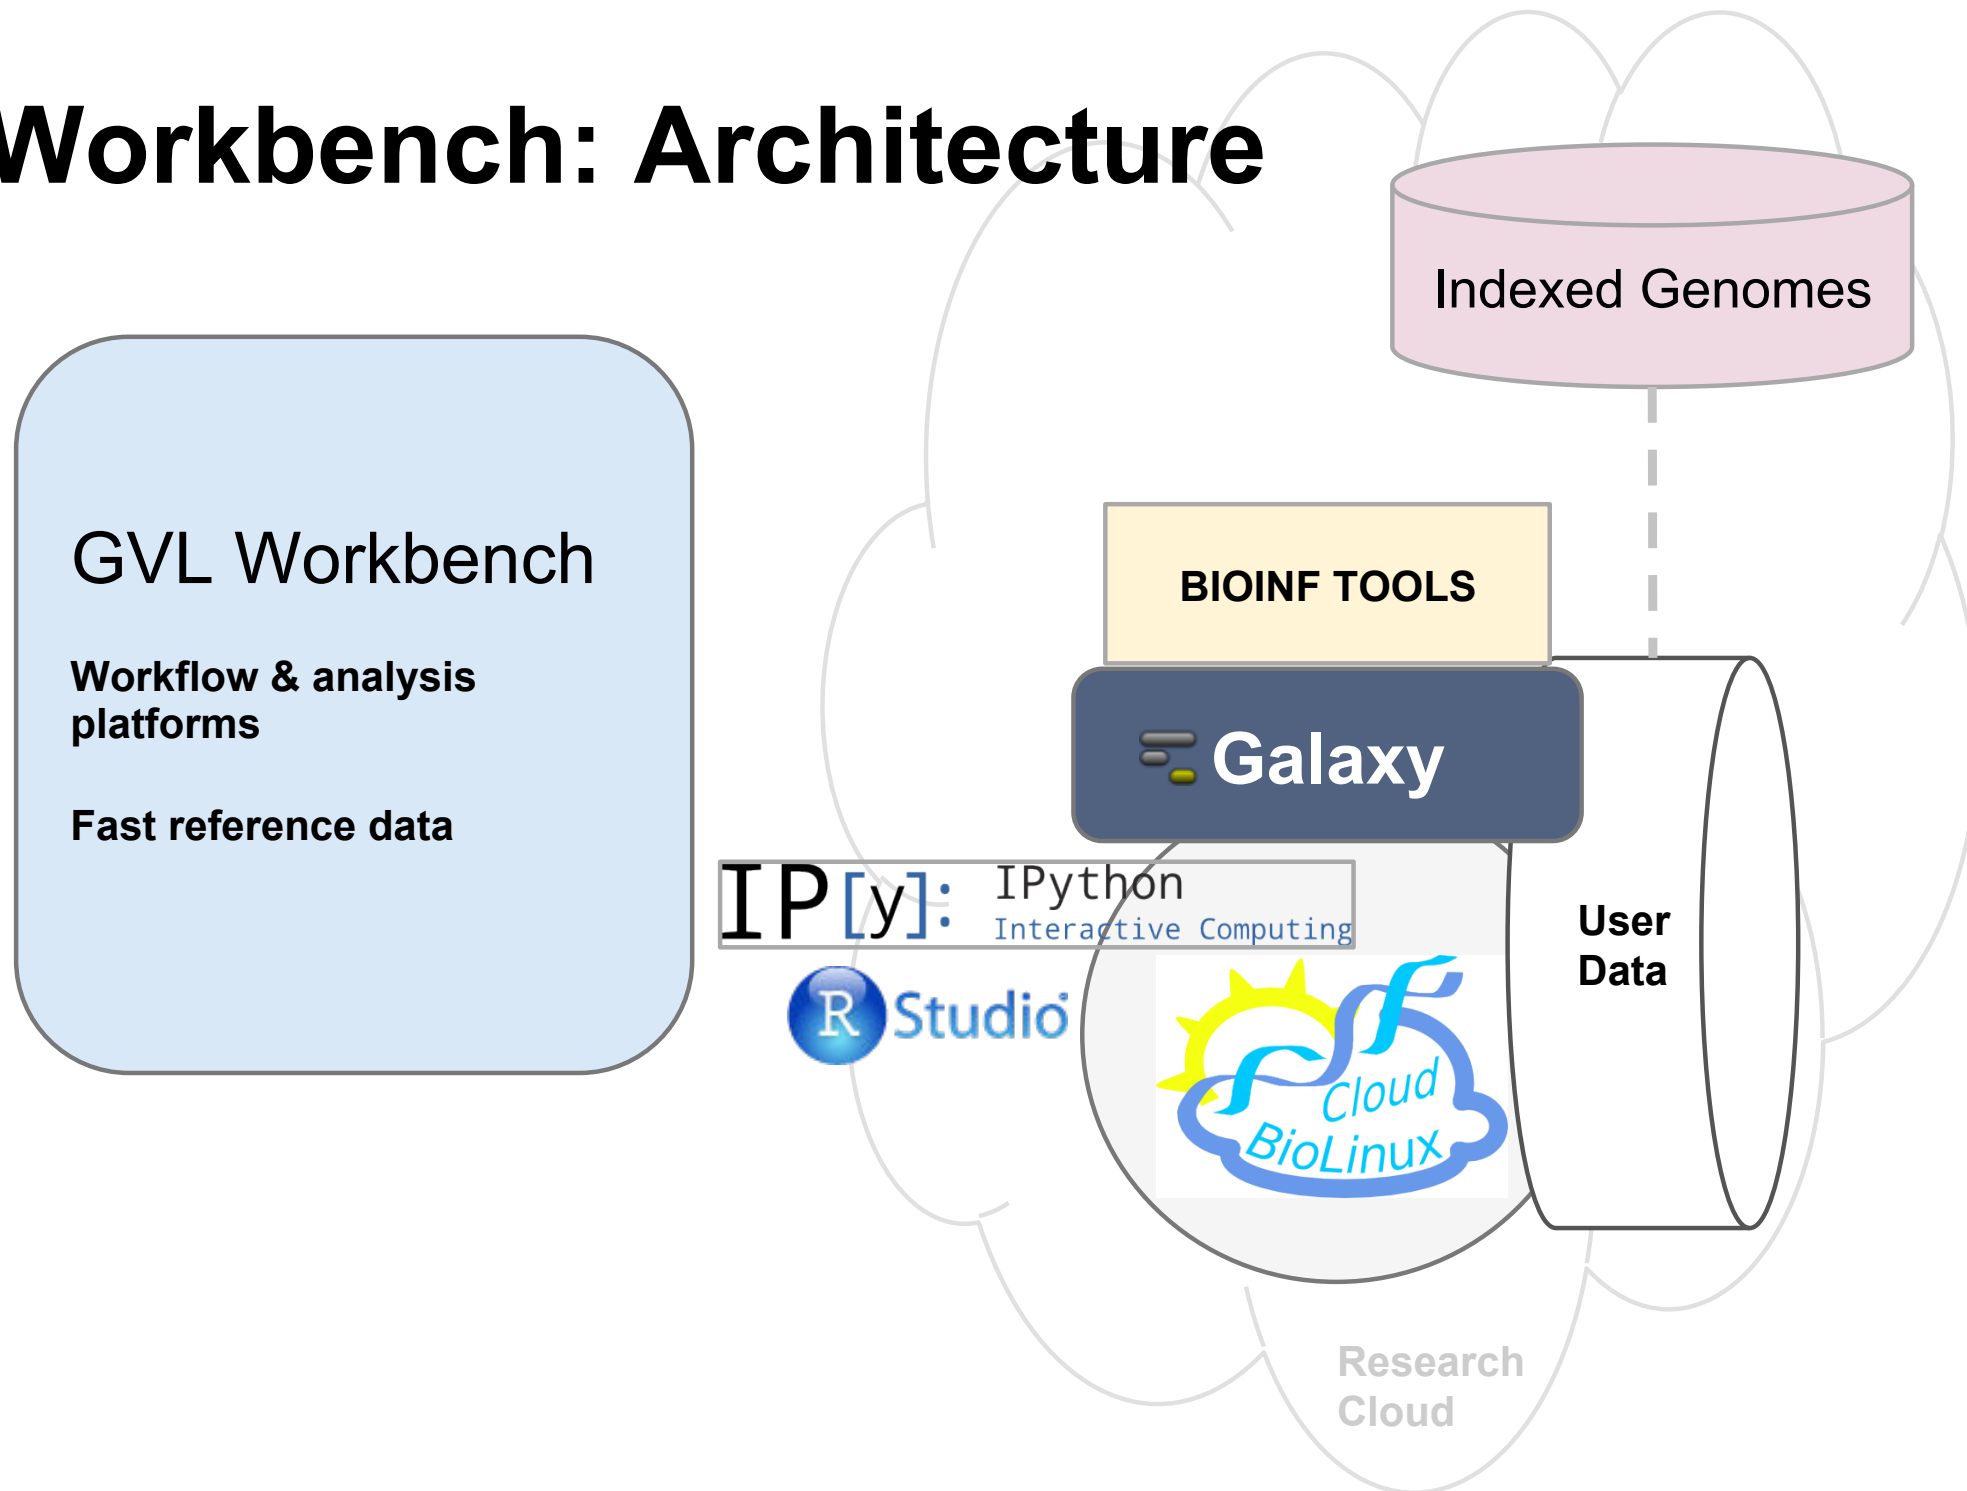 Workbench: Architecture
Indexed Genomes
GVL Workbench
Workflow & analysis
platforms
Fast reference data
BIOINF TOOLS
Galaxy
IP[y]:
IPython
Interactive Computing
R Studio
User
Data
Cloud
BioLinux
Research
Cloud